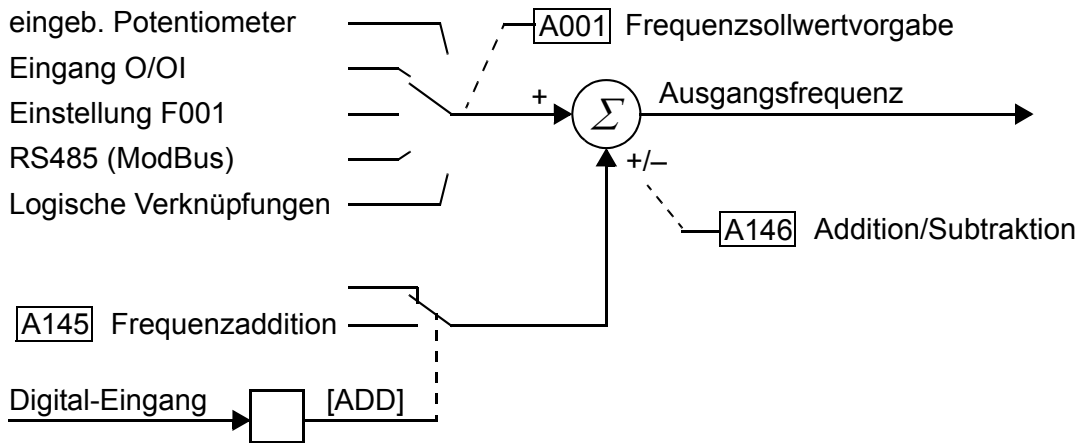 eingeb. Potentiometer
A001 Frequenzsollwertvorgabe
Eingang O/OI
Einstellung F001
+
Σ
Ausgangsfrequenz
RS485 (ModBus)
+/–
Logische Verknüpfungen
A146 Addition/Subtraktion
A145 Frequenzaddition
Digital-Eingang
[ADD]